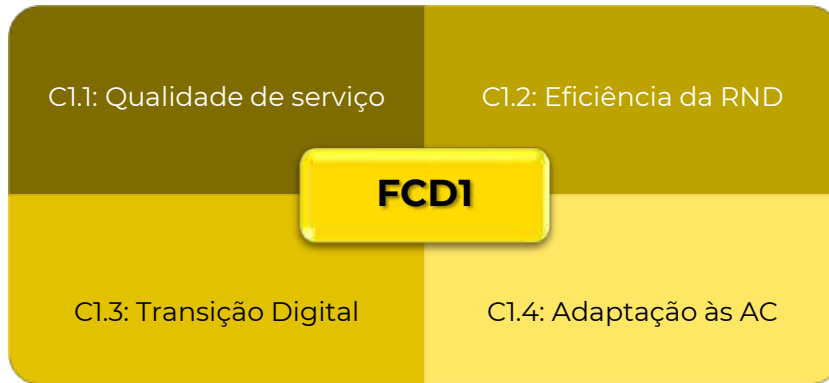 C1.1: Qualidade de serviço
C1.2: Eficiência da RND
FCD1
C1.3: Transição Digital
C1.4: Adaptação às AC